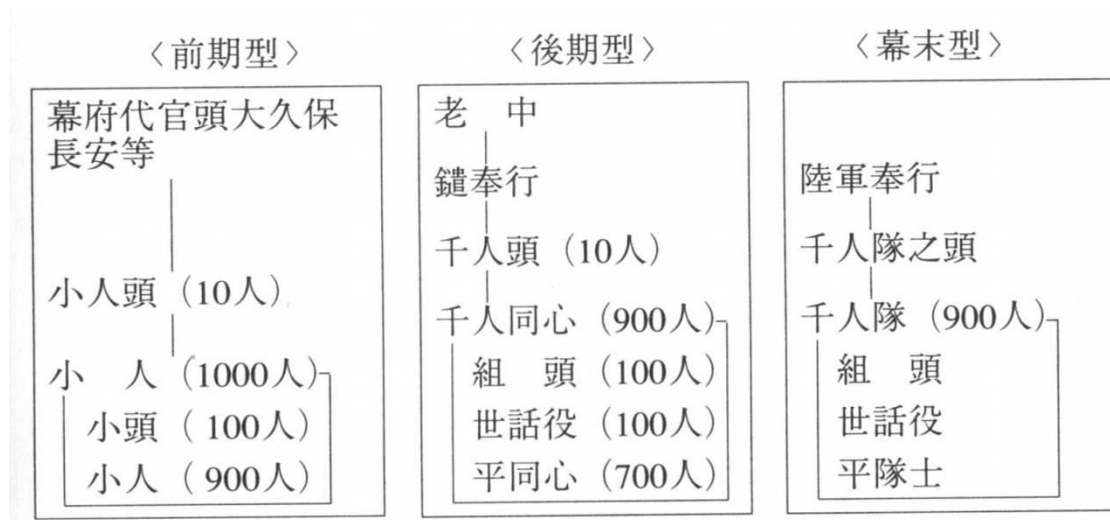 〈前期型〉
幕府代官頭大久保
長安等
小人頭（10人）
小　人（1000人）
小頭（ 100人）
小人（ 900人）
〈後期型〉
老　中
鑓奉行
千人頭（10人）
千人同心（900人）
組　頭（100人）
世話役（100人）
平同心（700人）
〈幕末型〉
陸軍奉行
千人隊之頭
千人隊（900人）
組　頭
世話役
平隊士